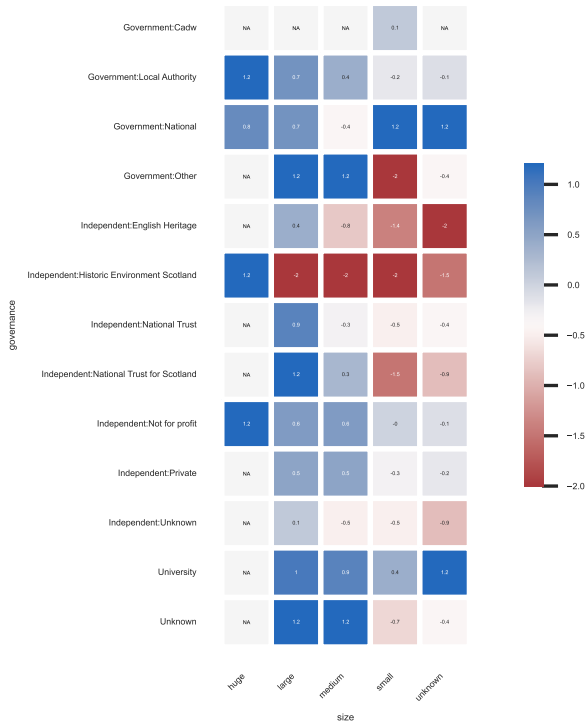 Government:Cadw NA NA NA 0.1 NA
Government:Local Authority 1.2 0.7 0.4 -0.2 -0.1
Government:National 0.8 0.7 -0.4 1.2 1.2
Government:Other NA 1.2 1.2 -2 -0.4
Independent:English Heritage NA 0.4 -0.8 -1.4 -2
Independent:Historic Environment Scotland 1.2 -2 -2 -2 -1.5
Independent:National Trust NA 0.9 -0.3 -0.5 -0.4
Independent:National Trust for Scotland NA 1.2 0.3 -1.5 -0.9
Independent:Not for profit 1.2 0.6 0.6 -0 -0.1
Independent:Private NA 0.5 0.5 -0.3 -0.2
Independent:Unknown NA 0.1 -0.5 -0.5 -0.9
University NA 1 0.9 0.4 1.2
Unknown NA 1.2 1.2 -0.7 -0.4
huge large medium small unknown
size
governance
1.0
0.5
0.0
−0.5
−1.0
−1.5
−2.0